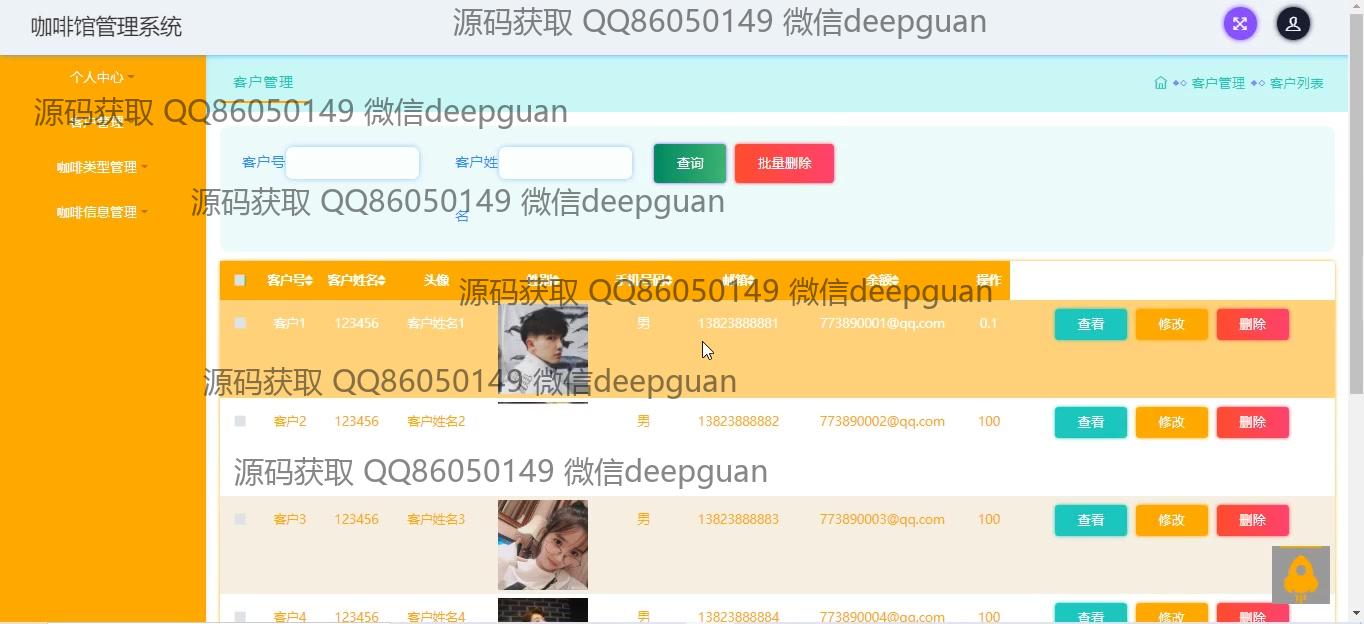 咖啡馆管理系统
源码获取 QQ86050149 微信deepguan
个人中心
客户管理
客户管理
客户列表
源码获取 QQ86050149 微信deepguan
客户管理
咖啡类型管理
咖啡信息管理
客户号
客户姓名
查询
批量删除
源码获取 QQ86050149 微信deepguan
客户号 客户姓名 头像 性别 手机号码 邮箱 余额 操作
源码获取 QQ86050149 微信deepguan
客户1 123456 客户姓名1 男 13823888881 773890001@qq.com 0.1 查看 修改 删除
源码获取 QQ86050149 微信deepguan
客户2 123456 客户姓名2 男 13823888882 773890002@qq.com 100 查看 修改 删除
源码获取 QQ86050149 微信deepguan
客户3 123456 客户姓名3 男 13823888883 773890003@qq.com 100 查看 修改 删除
客户4 123456 客户姓名4 男 13823888884 773890004@qq.com 100 查看 修改 删除